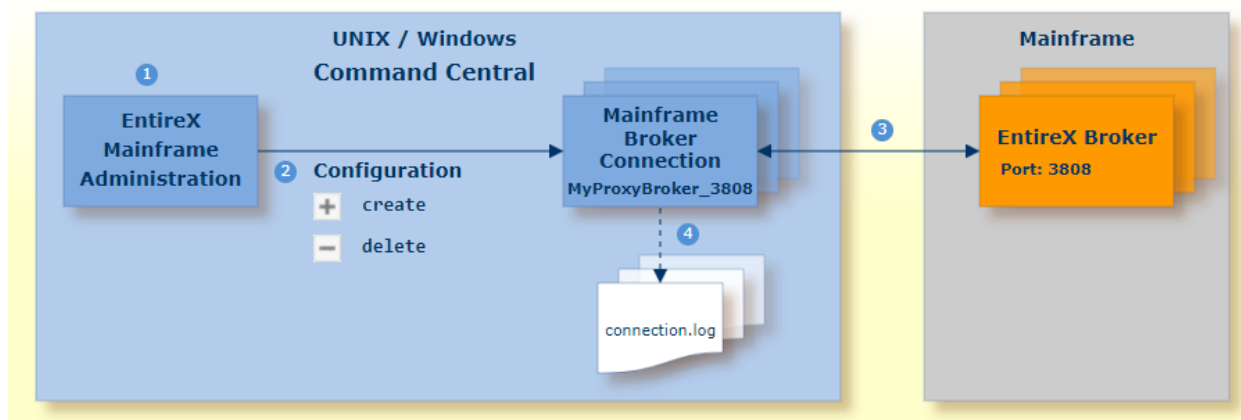 UNIX / Windows
Command Central
1
EntireX
Mainframe
Administration
2
Configuration
+
create
−
delete
Mainframe
Broker
Connection
MyProxyBroker_3808
4
connection.log
3
Mainframe
EntireX Broker
Port: 3808